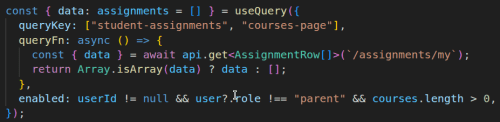 const { data: assignments = [] } = useQuery({
queryKey: ["student-assignments", "courses-page"],
queryFn: async () => {
const { data } = await api.get<AssignmentRow[]>(`/assignments/my`);
return Array.isArray(data) ? data : [];
},
enabled: userId != null && user?.role !== "parent" && courses.length > 0,
});